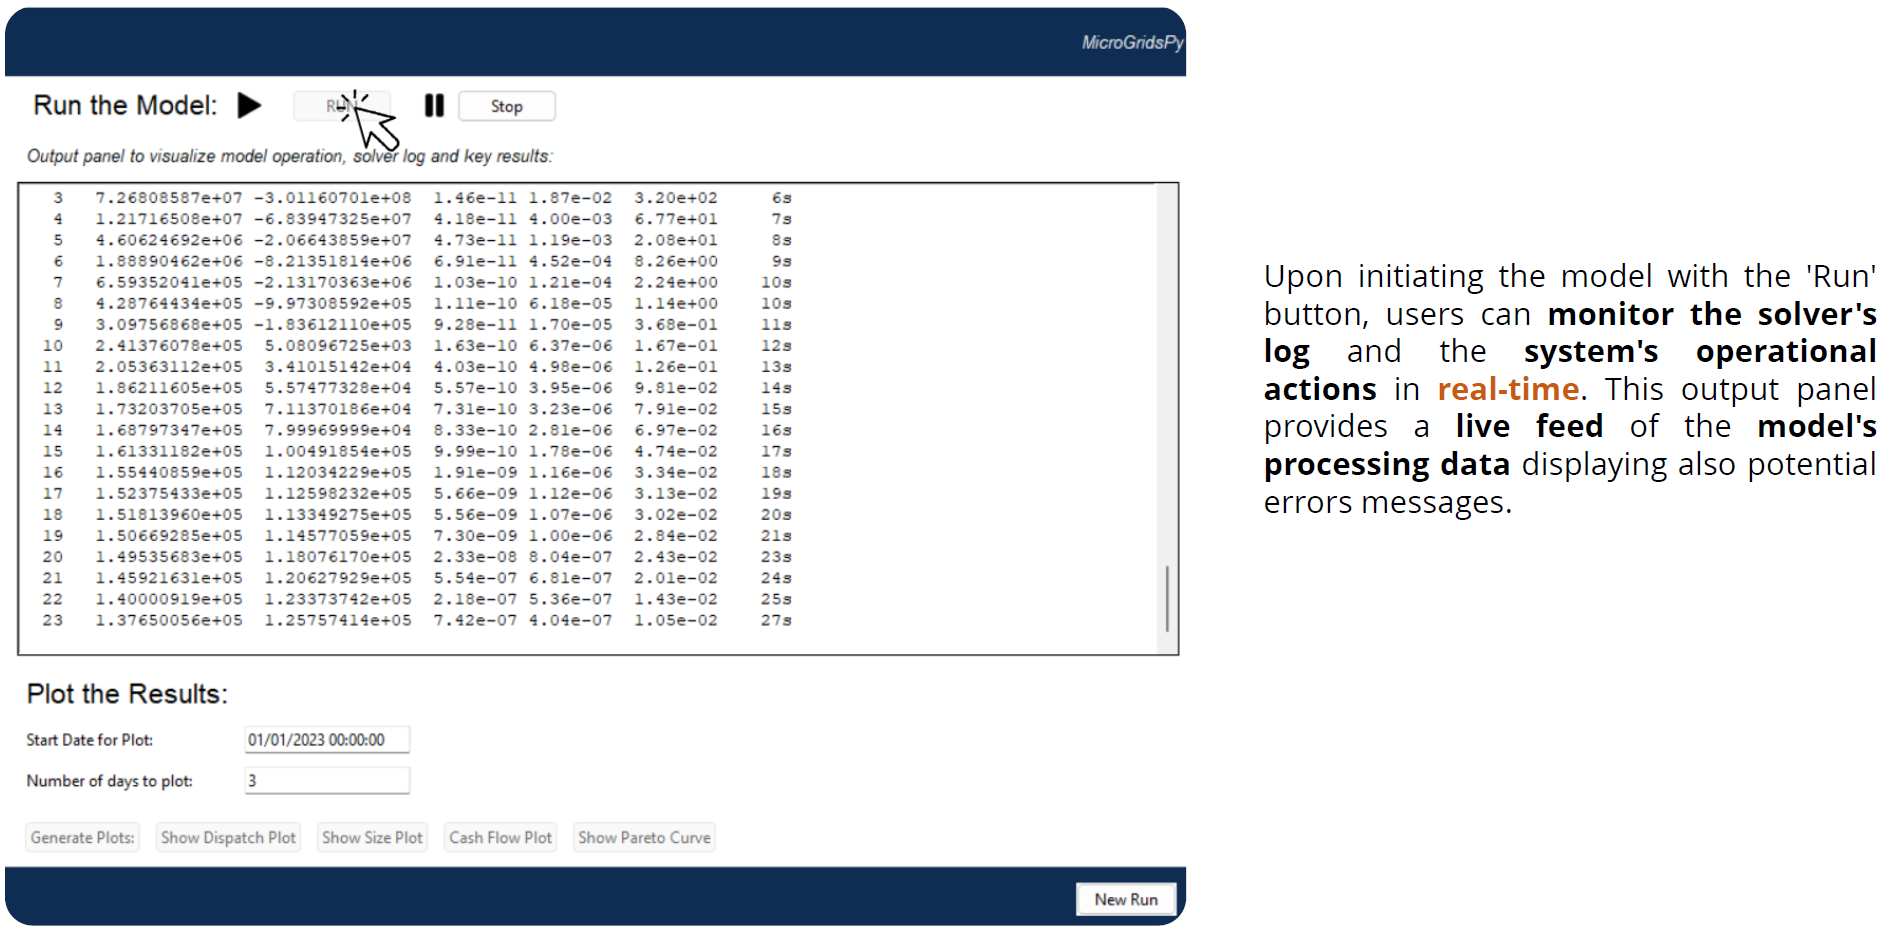 MicroGridsPy
Run the Model: RUN Stop
Output panel to visualize model operation, solver log and key results:
3 7.26808587e+07 -3.01160701e+08 1.46e-11 1.87e-02 3.20e+02 6s
4 1.21716508e+07 -6.83947325e+07 4.18e-11 4.00e-03 6.77e+01 7s
5 4.60624692e+06 -2.06643859e+07 4.73e-11 1.19e-03 2.08e+01 8s
6 1.88890462e+06 -8.21351814e+06 6.91e-11 4.52e-04 8.26e+00 9s
7 6.59352041e+05 -2.13170363e+06 1.03e-10 1.21e-04 2.24e+00 10s
8 4.28764434e+05 -9.97308592e+05 1.11e-10 6.18e-05 1.14e+00 10s
9 3.09756868e+05 -1.83612110e+05 9.28e-11 1.70e-05 3.68e-01 11s
10 2.41376078e+05 5.08096725e+03 1.63e-10 6.37e-06 1.67e-01 12s
11 2.05363112e+05 3.41015142e+04 4.03e-10 4.98e-06 1.26e-01 13s
12 1.86211605e+05 5.57477328e+04 5.57e-10 3.95e-06 9.81e-02 14s
13 1.73203705e+05 7.11370186e+04 7.31e-10 3.23e-06 7.91e-02 15s
14 1.68797347e+05 7.99969999e+04 8.33e-10 2.81e-06 6.97e-02 16s
15 1.61331182e+05 1.00491854e+05 9.99e-10 1.78e-06 4.74e-02 17s
16 1.55440859e+05 1.12034229e+05 1.91e-09 1.16e-06 3.34e-02 18s
17 1.52375433e+05 1.12598232e+05 5.66e-09 1.12e-06 3.13e-02 19s
18 1.51813960e+05 1.13349275e+05 5.56e-09 1.07e-06 3.02e-02 20s
19 1.50669285e+05 1.14577059e+05 7.30e-09 1.00e-06 2.84e-02 21s
20 1.49535683e+05 1.18076170e+05 2.33e-08 8.04e-07 2.43e-02 23s
21 1.45921631e+05 1.20627929e+05 5.54e-07 6.81e-07 2.01e-02 24s
22 1.40000919e+05 1.23373742e+05 2.18e-07 5.36e-07 1.43e-02 25s
23 1.37650056e+05 1.25757414e+05 7.42e-07 4.04e-07 1.05e-02 27s
Plot the Results:
Start Date for Plot: 01/01/2023 00:00:00
Number of days to plot: 3
Generate Plots: Show Dispatch Plot Show Size Plot Cash Flow Plot Show Pareto Curve
New Run
Upon initiating the model with the 'Run'
button, users can monitor the solver's
log and the system's operational
actions in real-time. This output panel
provides a live feed of the model's
processing data displaying also potential
errors messages.